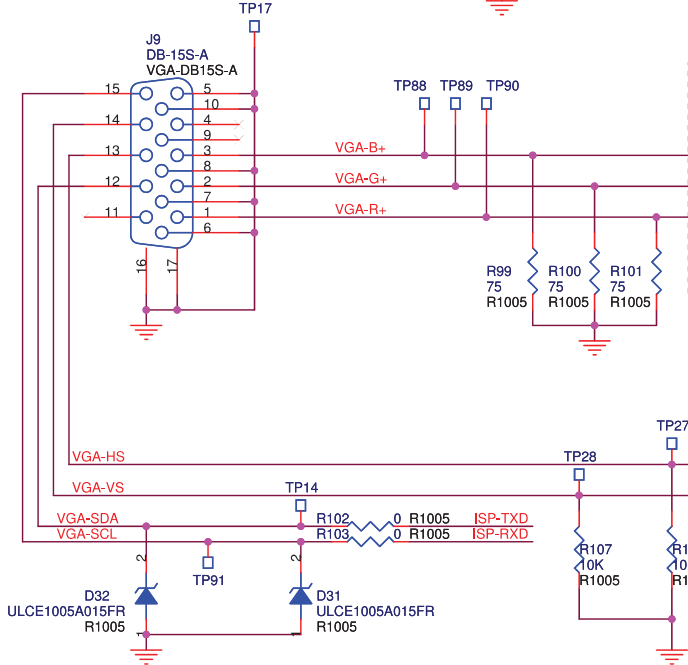 TP17
J9
DB-15S-A
VGA-DB15S-A
15 5
10
14 4
9
13 3 VGA-B+
8
12 2 VGA-G+
7
11 1 VGA-R+
6
16 17
TP88 TP89 TP90
R99 R100 R101
75 75 75
R1005 R1005 R1005
TP27
VGA-HS
TP28
VGA-VS
TP14
VGA-SDA R102 0 R1005 ISP-TXD
VGA-SCL R103 0 R1005 ISP-RXD
2 2
TP91
R107 R1
10K 10
R1005 R1
D32 D31
ULCE1005A015FR ULCE1005A015FR
R1005 R1005
1 1